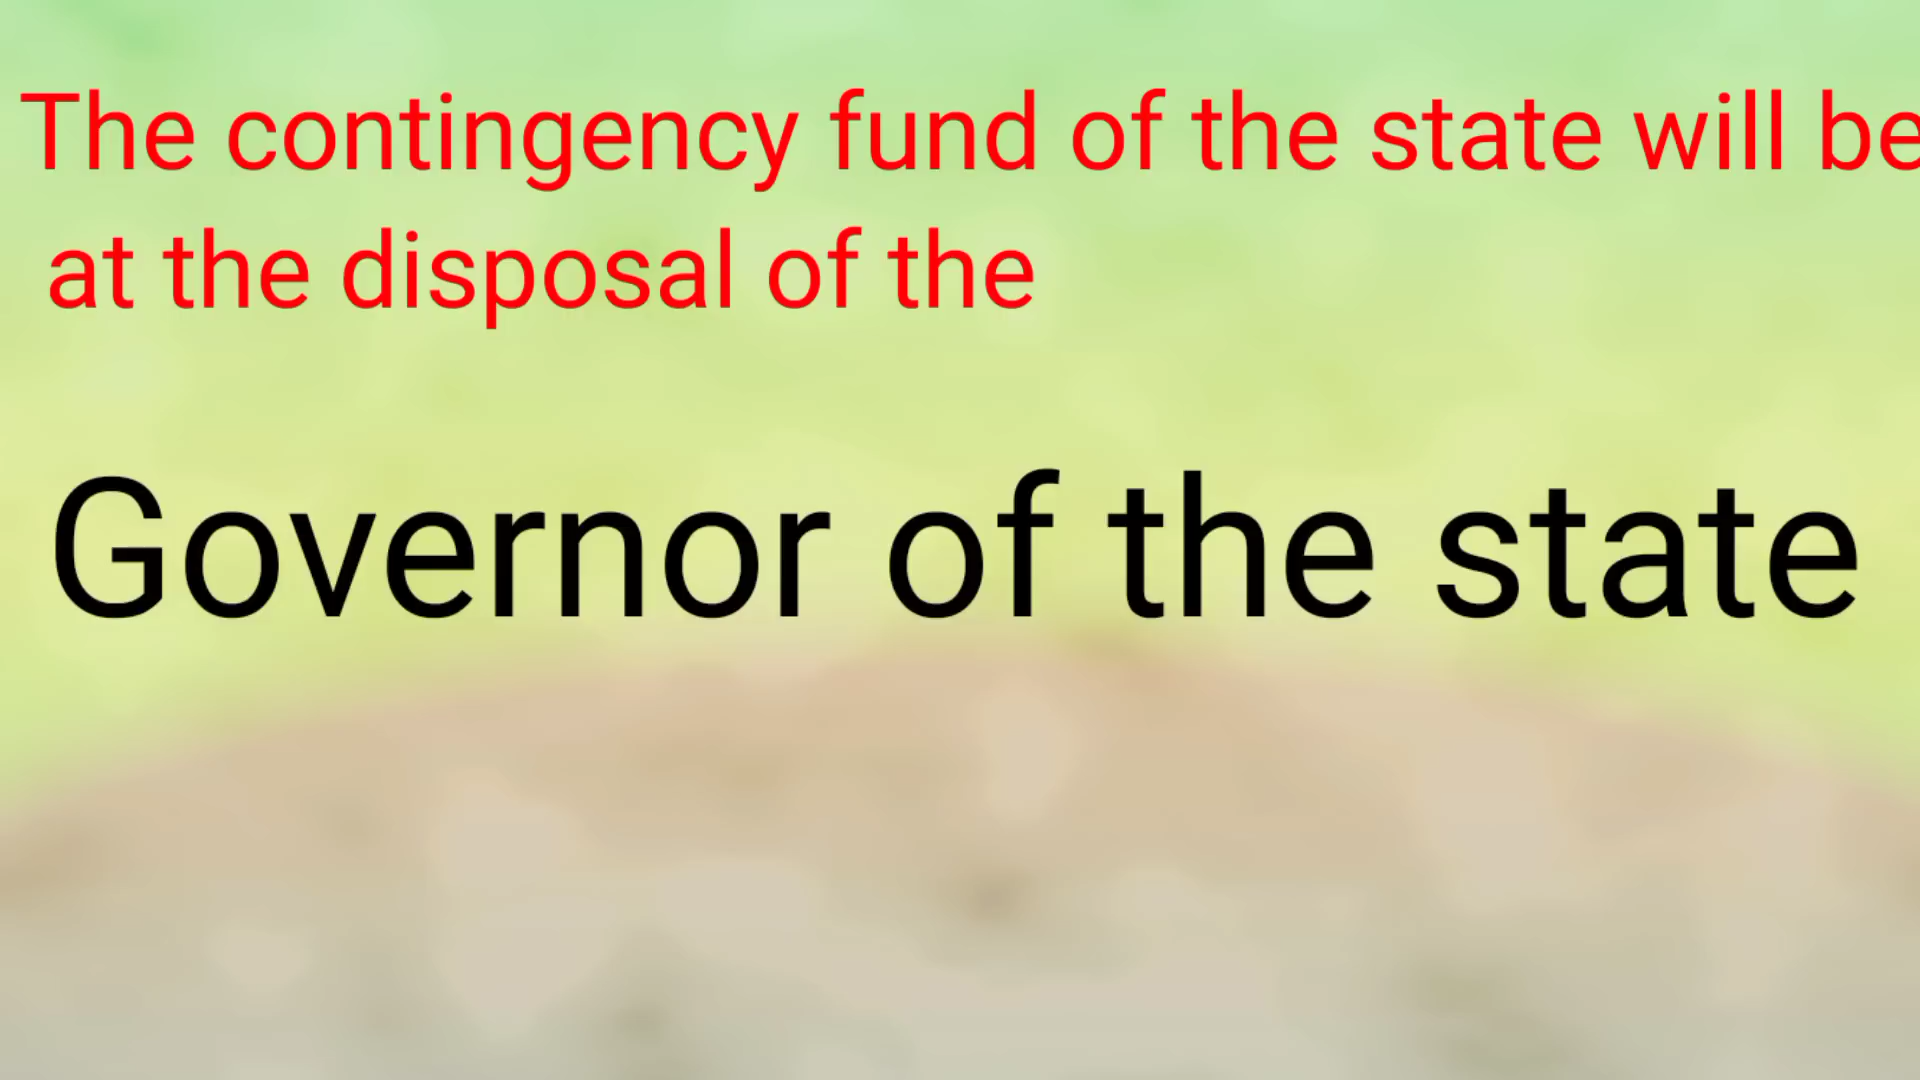 The contingency fund of the state will be
at the disposal of the
Governor of the state